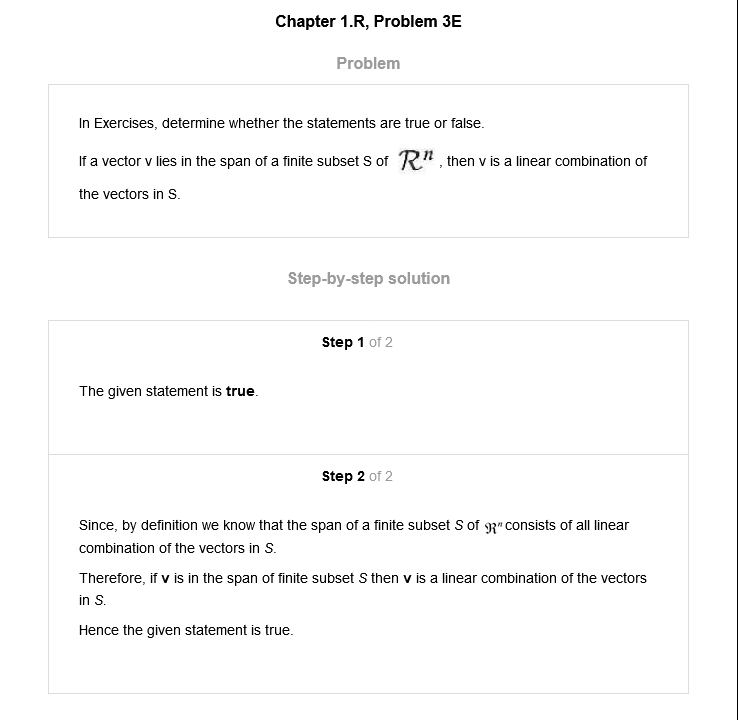 Chapter 1.R, Problem 3E
Problem
In Exercises, determine whether the statements are true or false.
If a vector v lies in the span of a finite subset S of ℛⁿ , then v is a linear combination of
the vectors in S.
Step-by-step solution
Step 1 of 2
The given statement is true.
Step 2 of 2
Since, by definition we know that the span of a finite subset S of ℜⁿ consists of all linear
combination of the vectors in S.
Therefore, if v is in the span of finite subset S then v is a linear combination of the vectors
in S.
Hence the given statement is true.